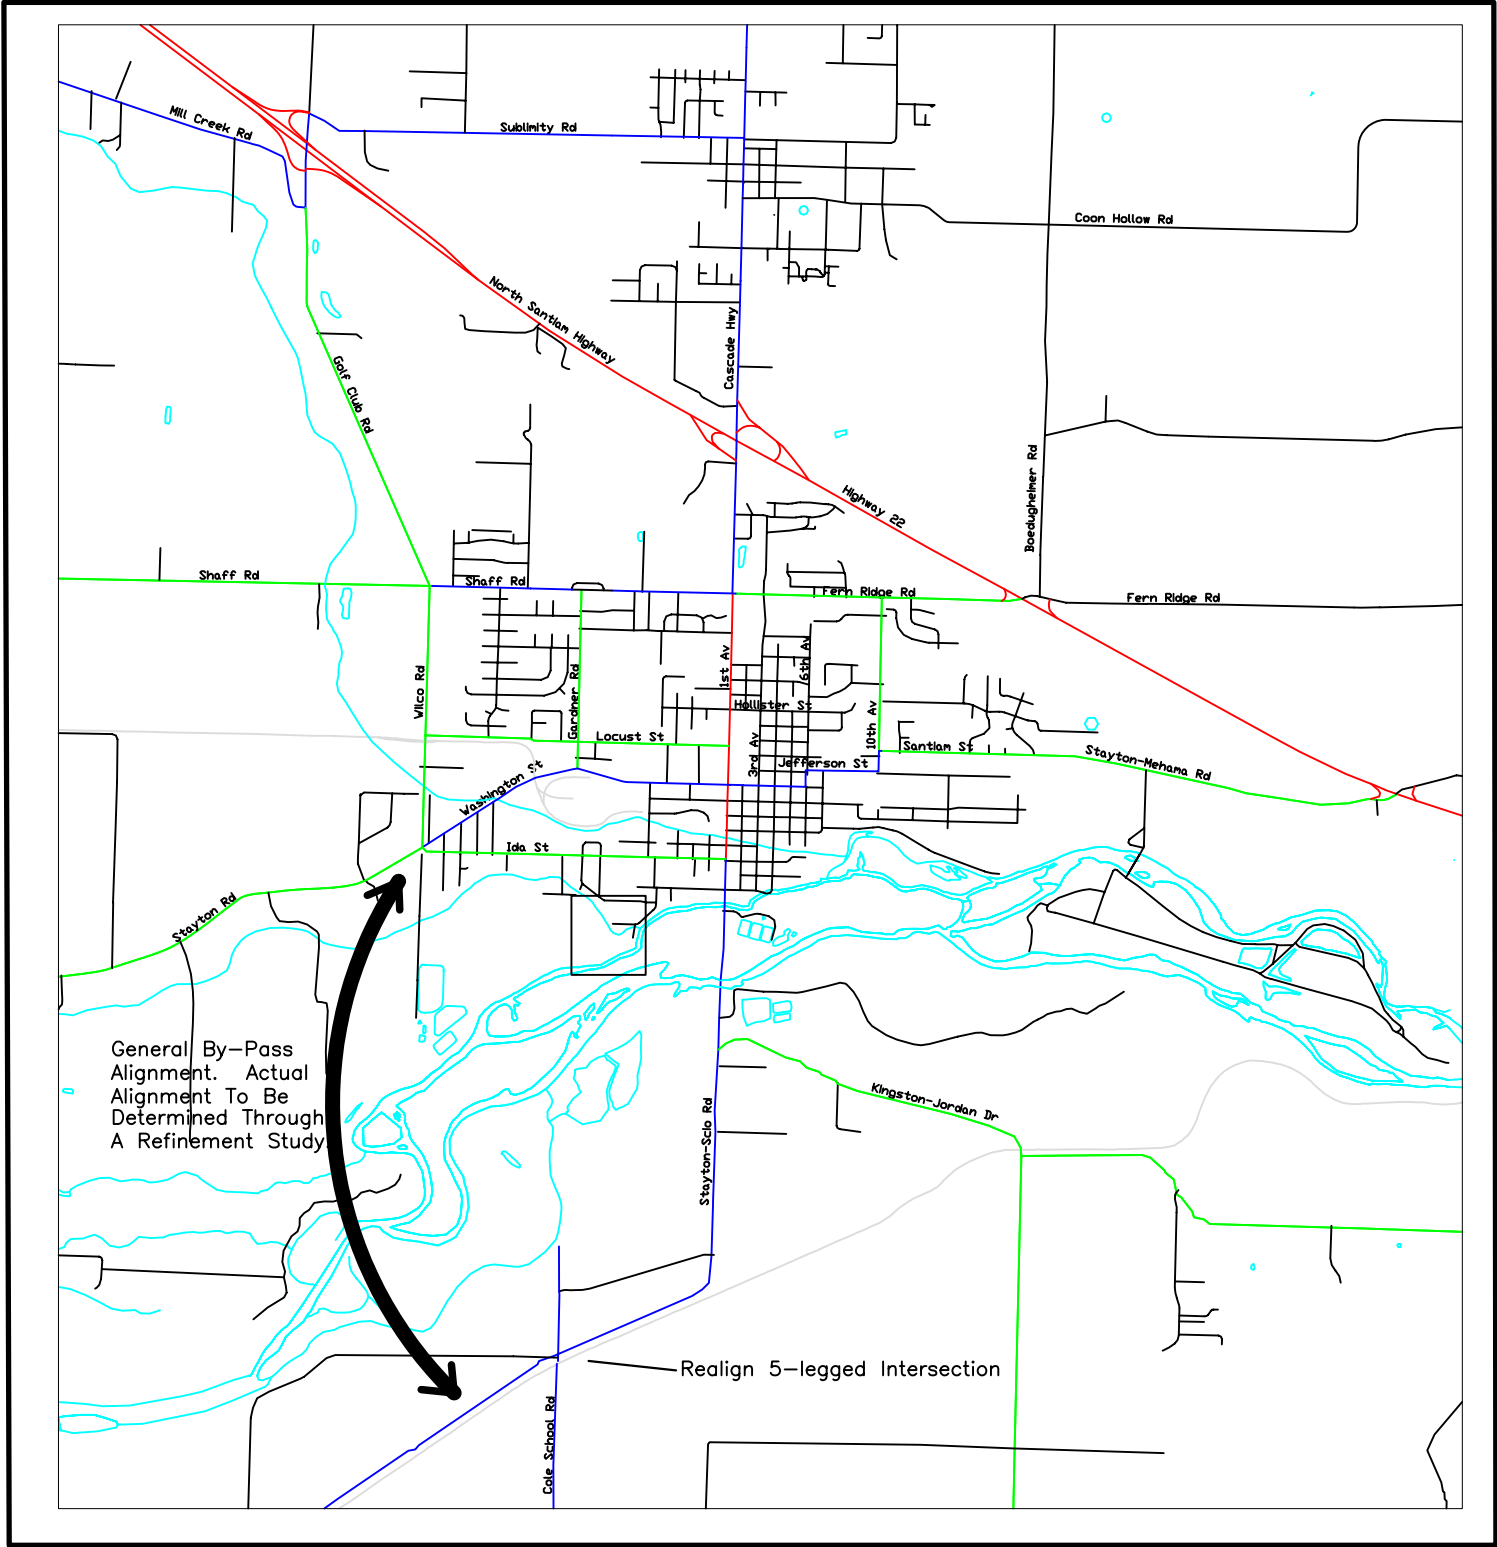 Mill Creek Rd
Sublimity Rd
Coon Hollow Rd
North Santiam Highway
Cascade Hwy
Golf Club Rd
Highway 22
Boedugheimer Rd
Shaff Rd
Shaff Rd
Fern Ridge Rd
Fern Ridge Rd
Wilco Rd
Gardner Rd
1st Av
6th Av
Hollister St
10th Av
Locust St
3rd Av
Jefferson St
Santiam St
Stayton-Mehama Rd
Washington St
Ida St
Stayton Rd
General By-Pass
Alignment. Actual
Alignment To Be
Determined Through
A Refinement Study.
Kingston-Jordan Dr
Stayton-Scio Rd
Realign 5-legged Intersection
Cole School Rd